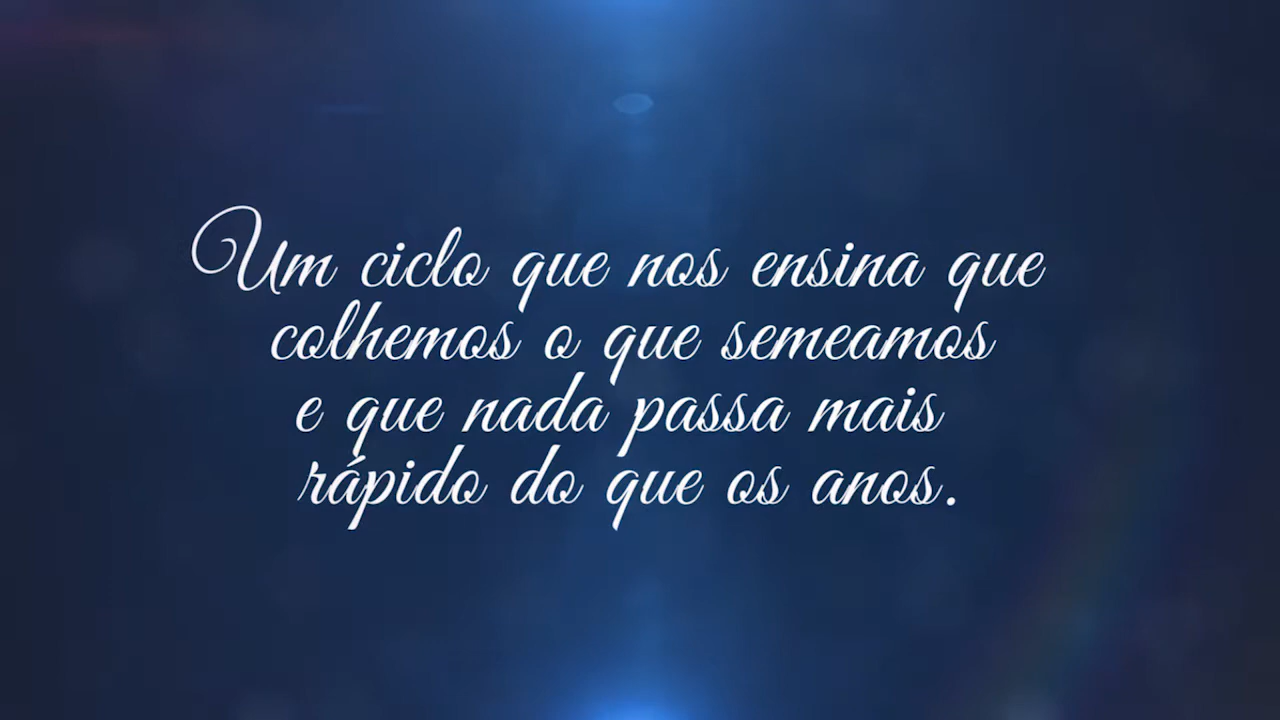 Um ciclo que nos ensina que
colhemos o que semeamos
e que nada passa mais
rápido do que os anos.